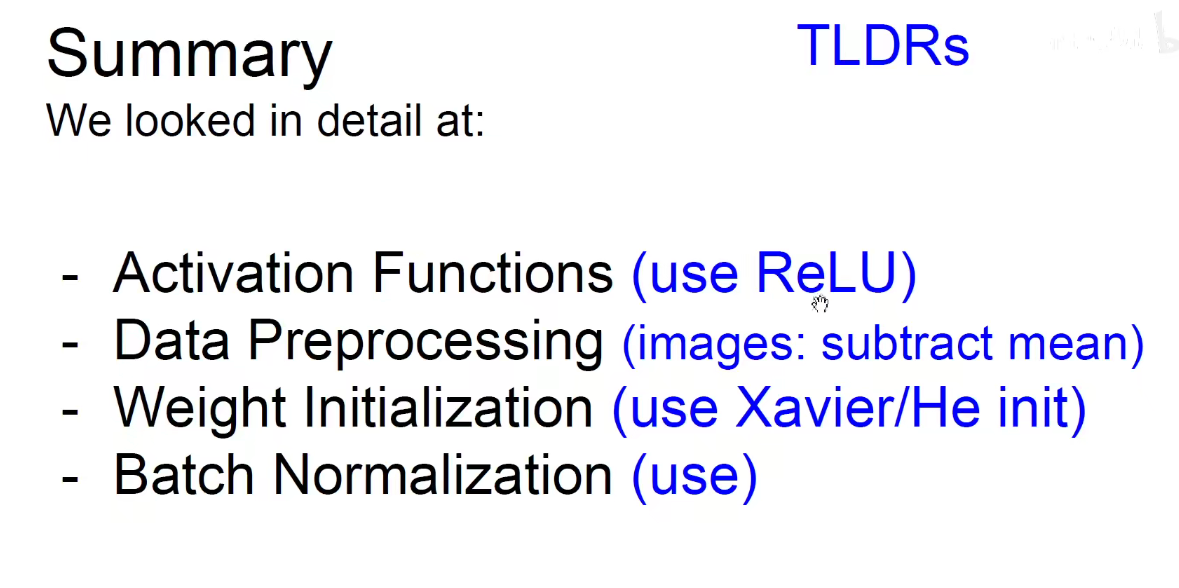 Summary
TLDRs
We looked in detail at:
- Activation Functions (use ReLU)
- Data Preprocessing (images: subtract mean)
- Weight Initialization (use Xavier/He init)
- Batch Normalization (use)